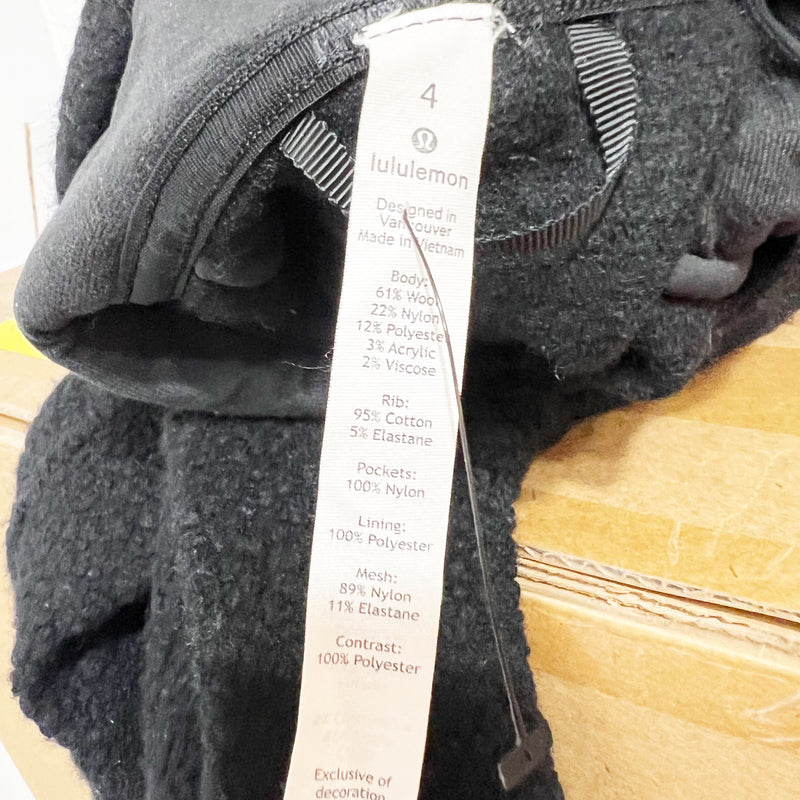 4
lululemon
Designed in
Vancouver
Made in Vietnam
Body:
61% Wool
22% Nylon
12% Polyeste
3% Acrylic
2% Viscose
Rib:
95% Cotton
5% Elastane
Pockets:
100% Nylon
Lining:
100% Polyester
Mesh:
89% Nylon
11% Elastane
Contrast:
100% Polyester
Exclusive of
decoration